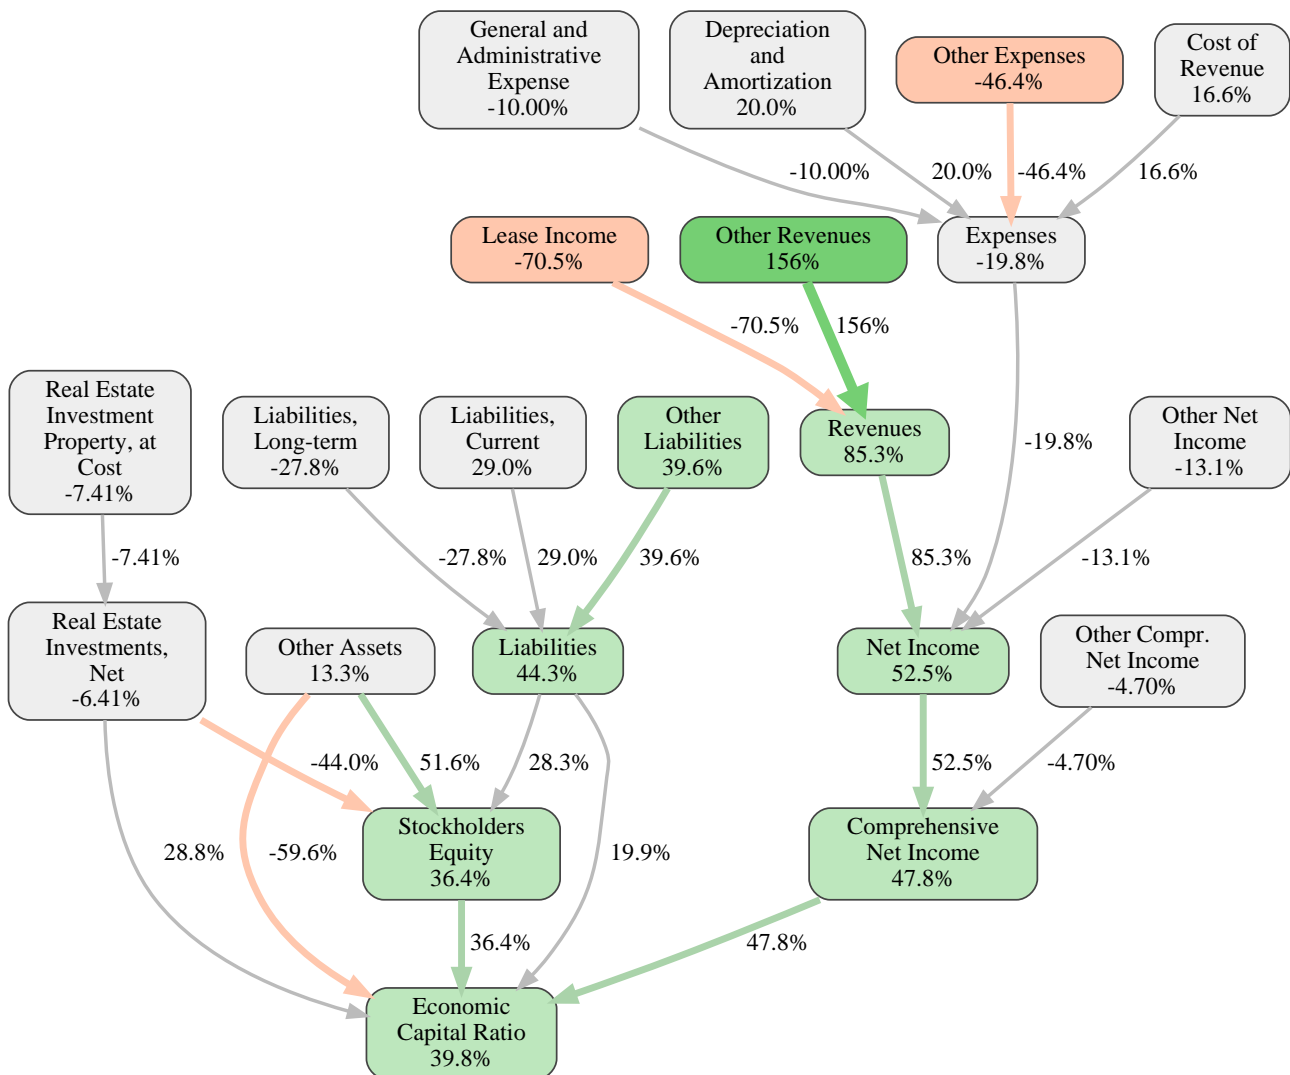 General and
Administrative
Expense
-10.00%
Depreciation
and
Amortization
20.0%
Other Expenses
-46.4%
Cost of
Revenue
16.6%
-10.00%
20.0%
-46.4%
16.6%
Lease Income
-70.5%
Other Revenues
156%
Expenses
-19.8%
-70.5%
156%
Real Estate
Investment
Property, at
Cost
-7.41%
Liabilities,
Long-term
-27.8%
Liabilities,
Current
29.0%
Other
Liabilities
39.6%
Revenues
85.3%
-19.8%
Other Net
Income
-13.1%
-7.41%
-27.8%
29.0%
39.6%
85.3%
-13.1%
Real Estate
Investments,
Net
-6.41%
Other Assets
13.3%
Liabilities
44.3%
Net Income
52.5%
Other Compr.
Net Income
-4.70%
-44.0%
51.6%
28.3%
52.5%
-4.70%
28.8%
-59.6%
Stockholders
Equity
36.4%
19.9%
Comprehensive
Net Income
47.8%
36.4%
47.8%
Economic
Capital Ratio
39.8%